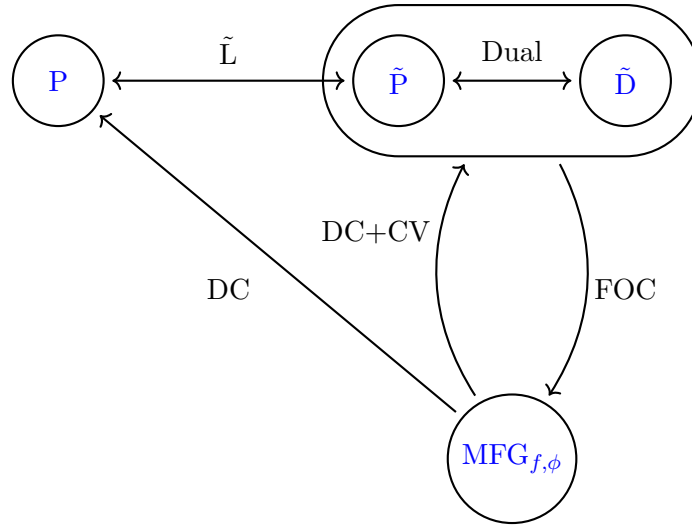 L̃
Dual
P
P̃
D̃
DC+CV
DC
FOC
MFG_{f,ϕ}